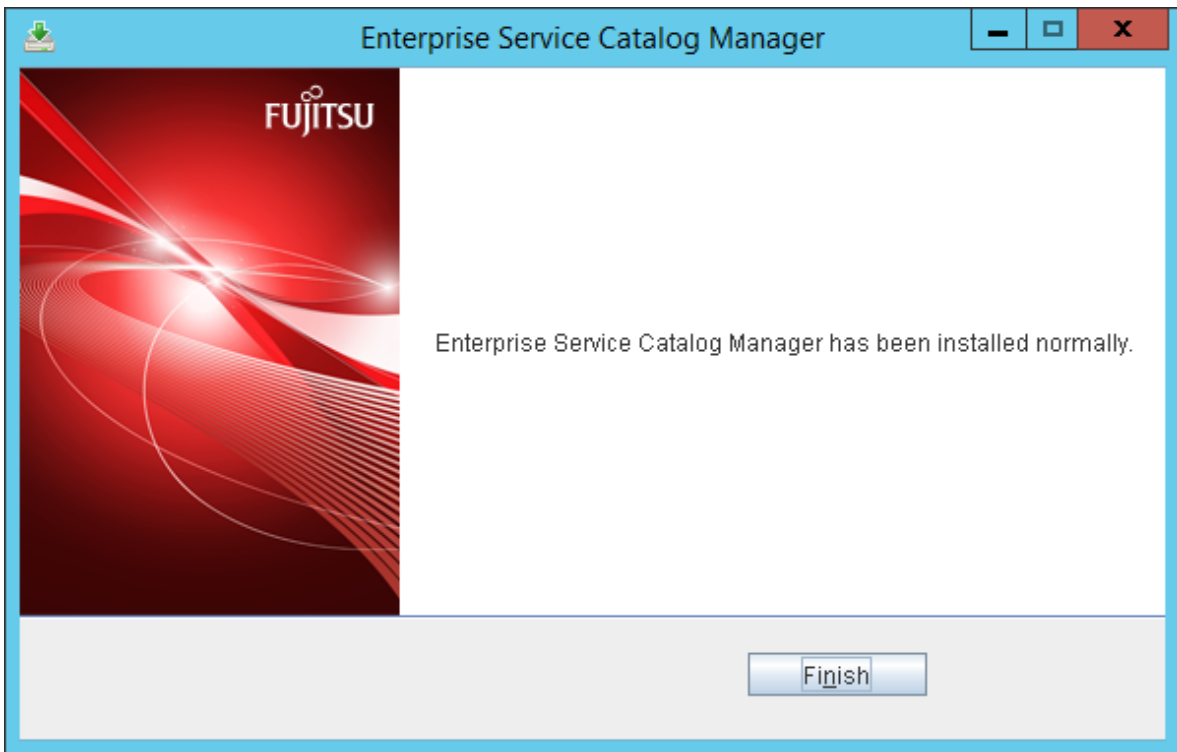 Enterprise Service Catalog Manager
FUJITSU
Enterprise Service Catalog Manager has been installed normally.
Finish